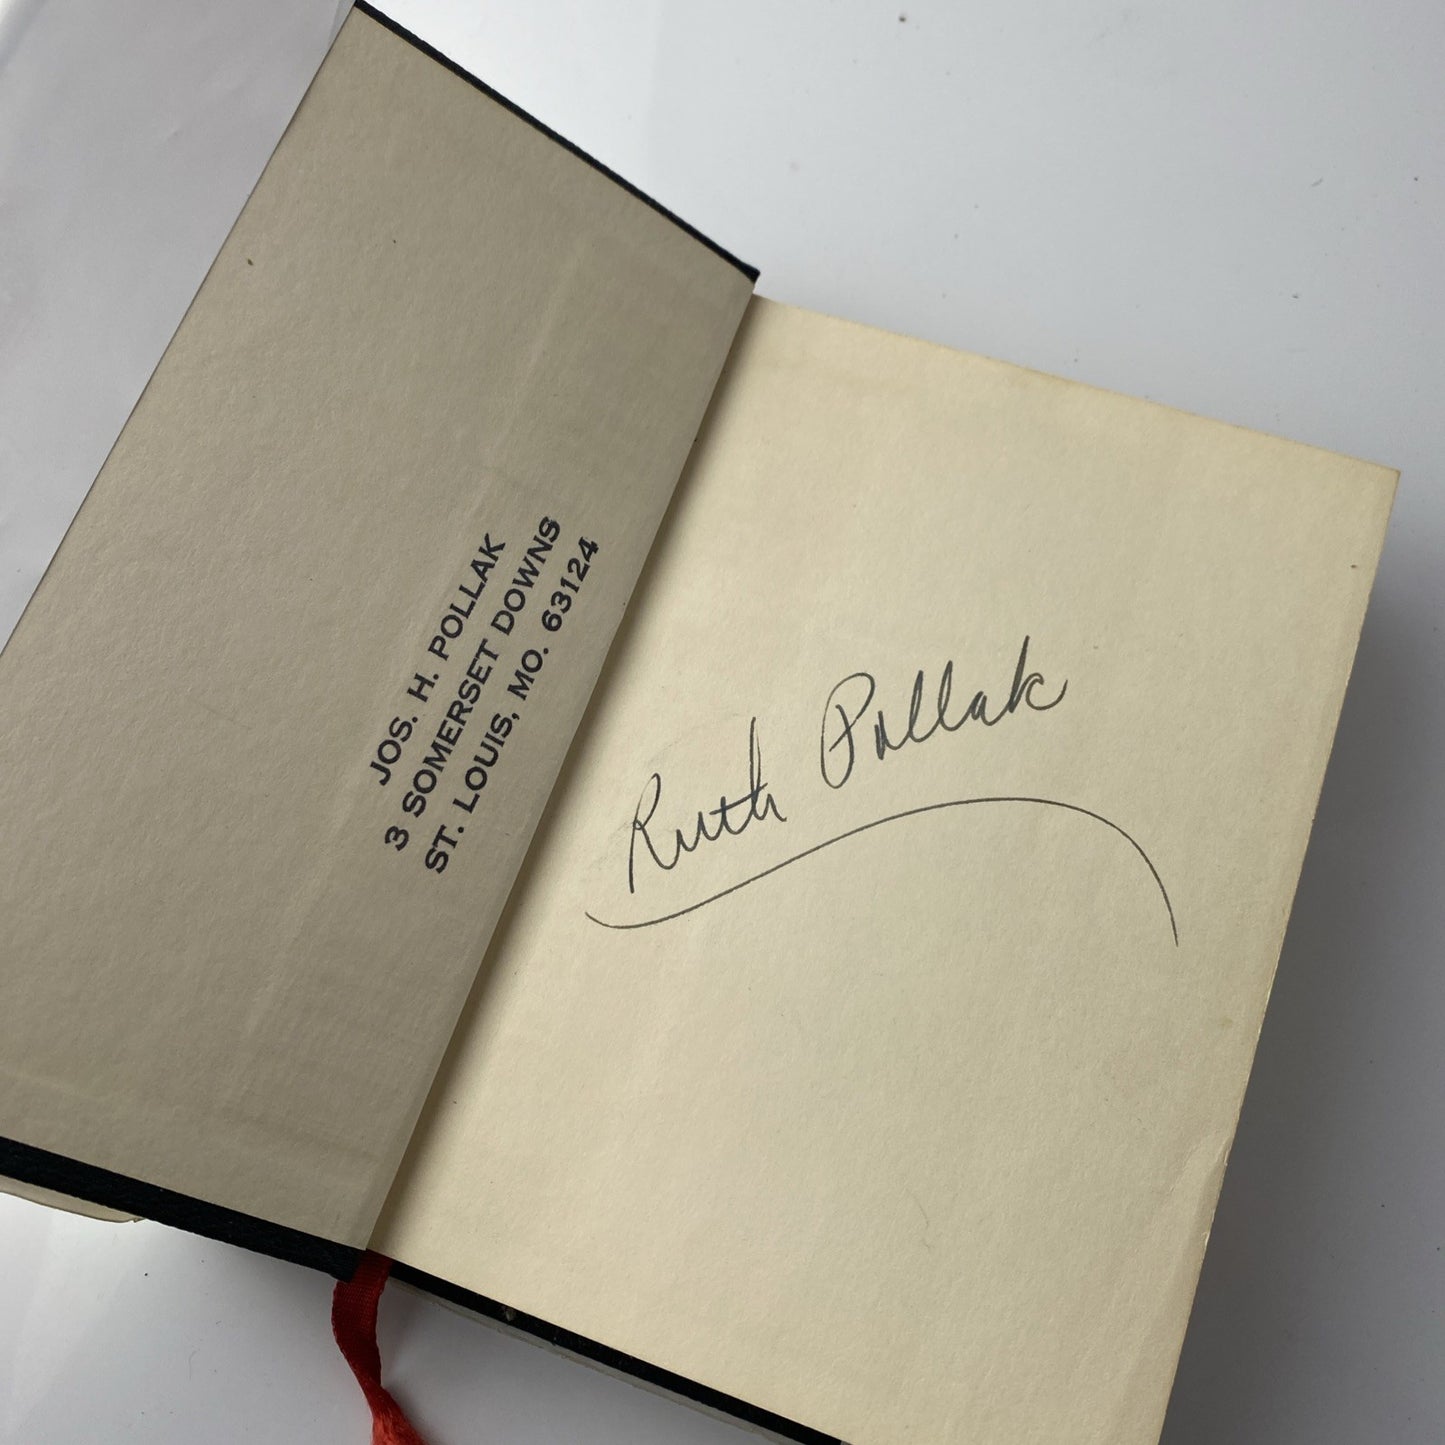 JOS. H. POLLAK
3 SOMERSET DOWNS
ST. LOUIS, MO. 63124
Ruth Pollak